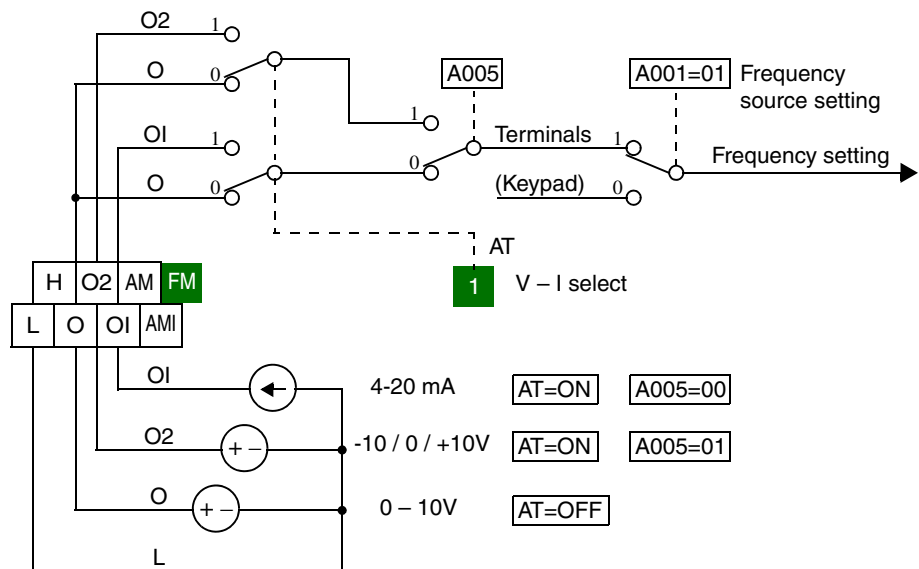 O2 1
O 0
A005 A001=01 Frequency
source setting
OI 1
1 Terminals 1
O 0
0 (Keypad) 0
Frequency setting
AT
1 V – I select
H O2 AM FM
L O OI AMI
OI 4-20 mA AT=ON A005=00
O2 + – -10 / 0 / +10V AT=ON A005=01
O + – 0 – 10V AT=OFF
L